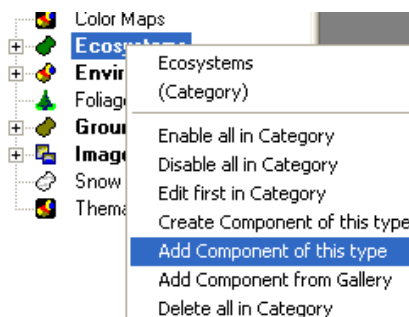 Color Maps
Ecosystems
Envir
Foliag
Groun
Image
Snow
Thema
Ecosystems
(Category)
Enable all in Category
Disable all in Category
Edit first in Category
Create Component of this type
Add Component of this type
Add Component from Gallery
Delete all in Category